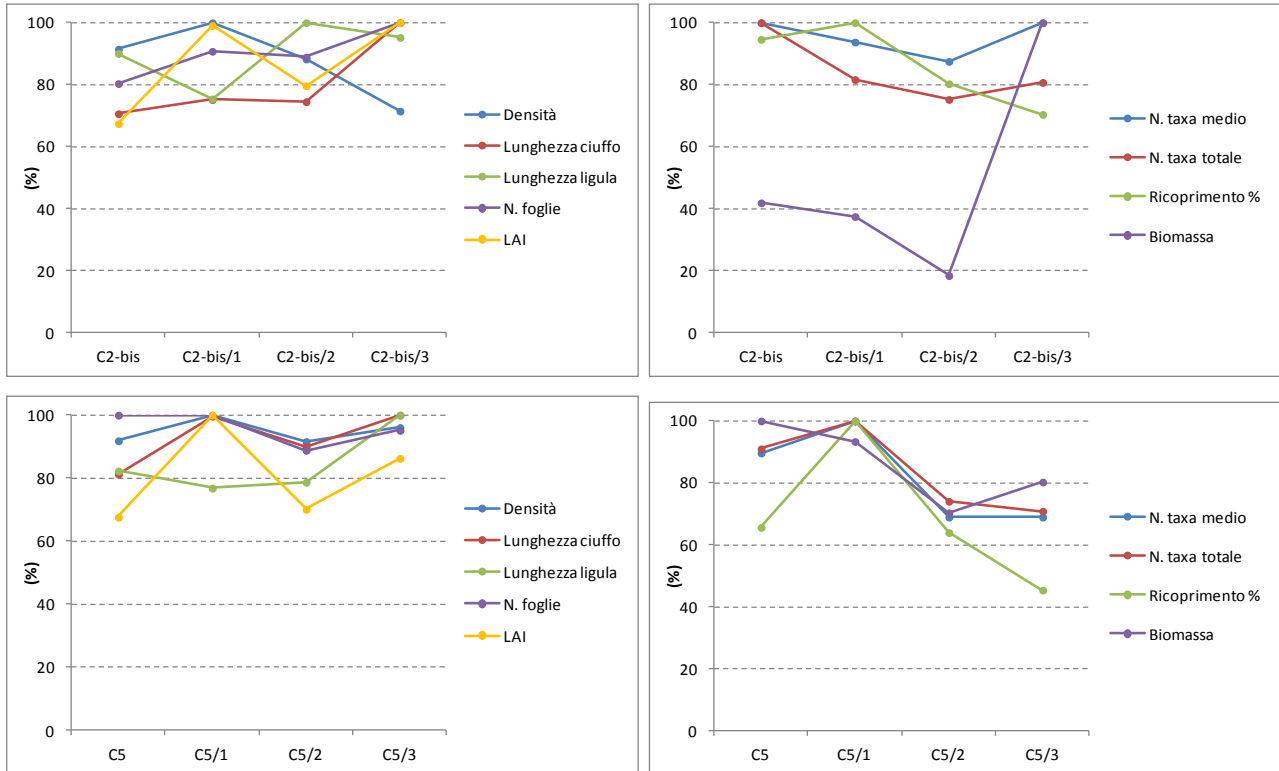 100
80
60
40
20
0
(%)
C2-bis C2-bis/1 C2-bis/2 C2-bis/3
Densità
Lunghezza ciuffo
Lunghezza ligula
N. foglie
LAI
100
80
60
40
20
0
(%)
C2-bis C2-bis/1 C2-bis/2 C2-bis/3
N. taxa medio
N. taxa totale
Ricoprimento %
Biomassa
100
80
60
40
20
0
(%)
C5 C5/1 C5/2 C5/3
Densità
Lunghezza ciuffo
Lunghezza ligula
N. foglie
LAI
100
80
60
40
20
0
(%)
C5 C5/1 C5/2 C5/3
N. taxa medio
N. taxa totale
Ricoprimento %
Biomassa